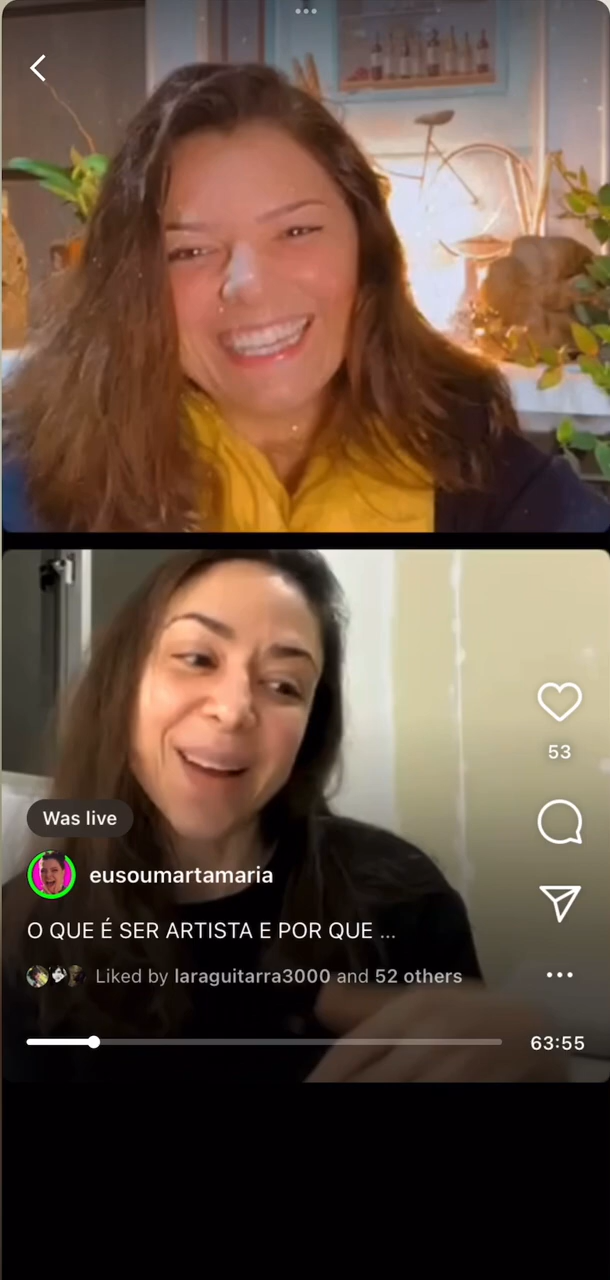 53
Was live
eusoumartamaria
O QUE É SER ARTISTA E POR QUE ...
Liked by laraguitarra3000 and 52 others
63:55